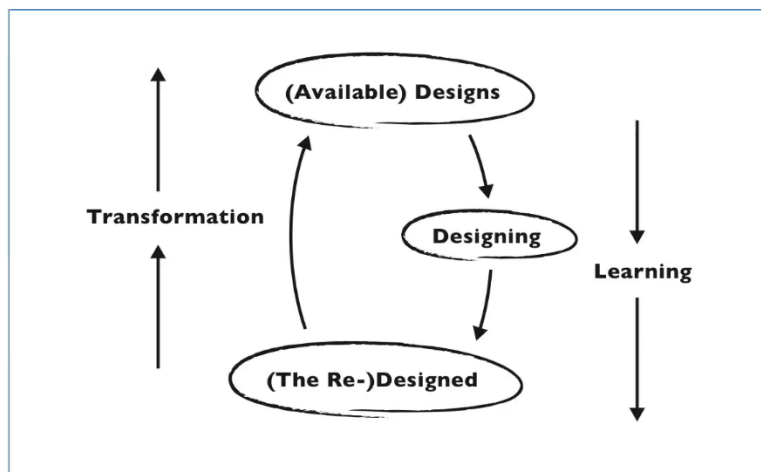 (Available) Designs
Transformation
Designing
Learning
(The Re-)Designed